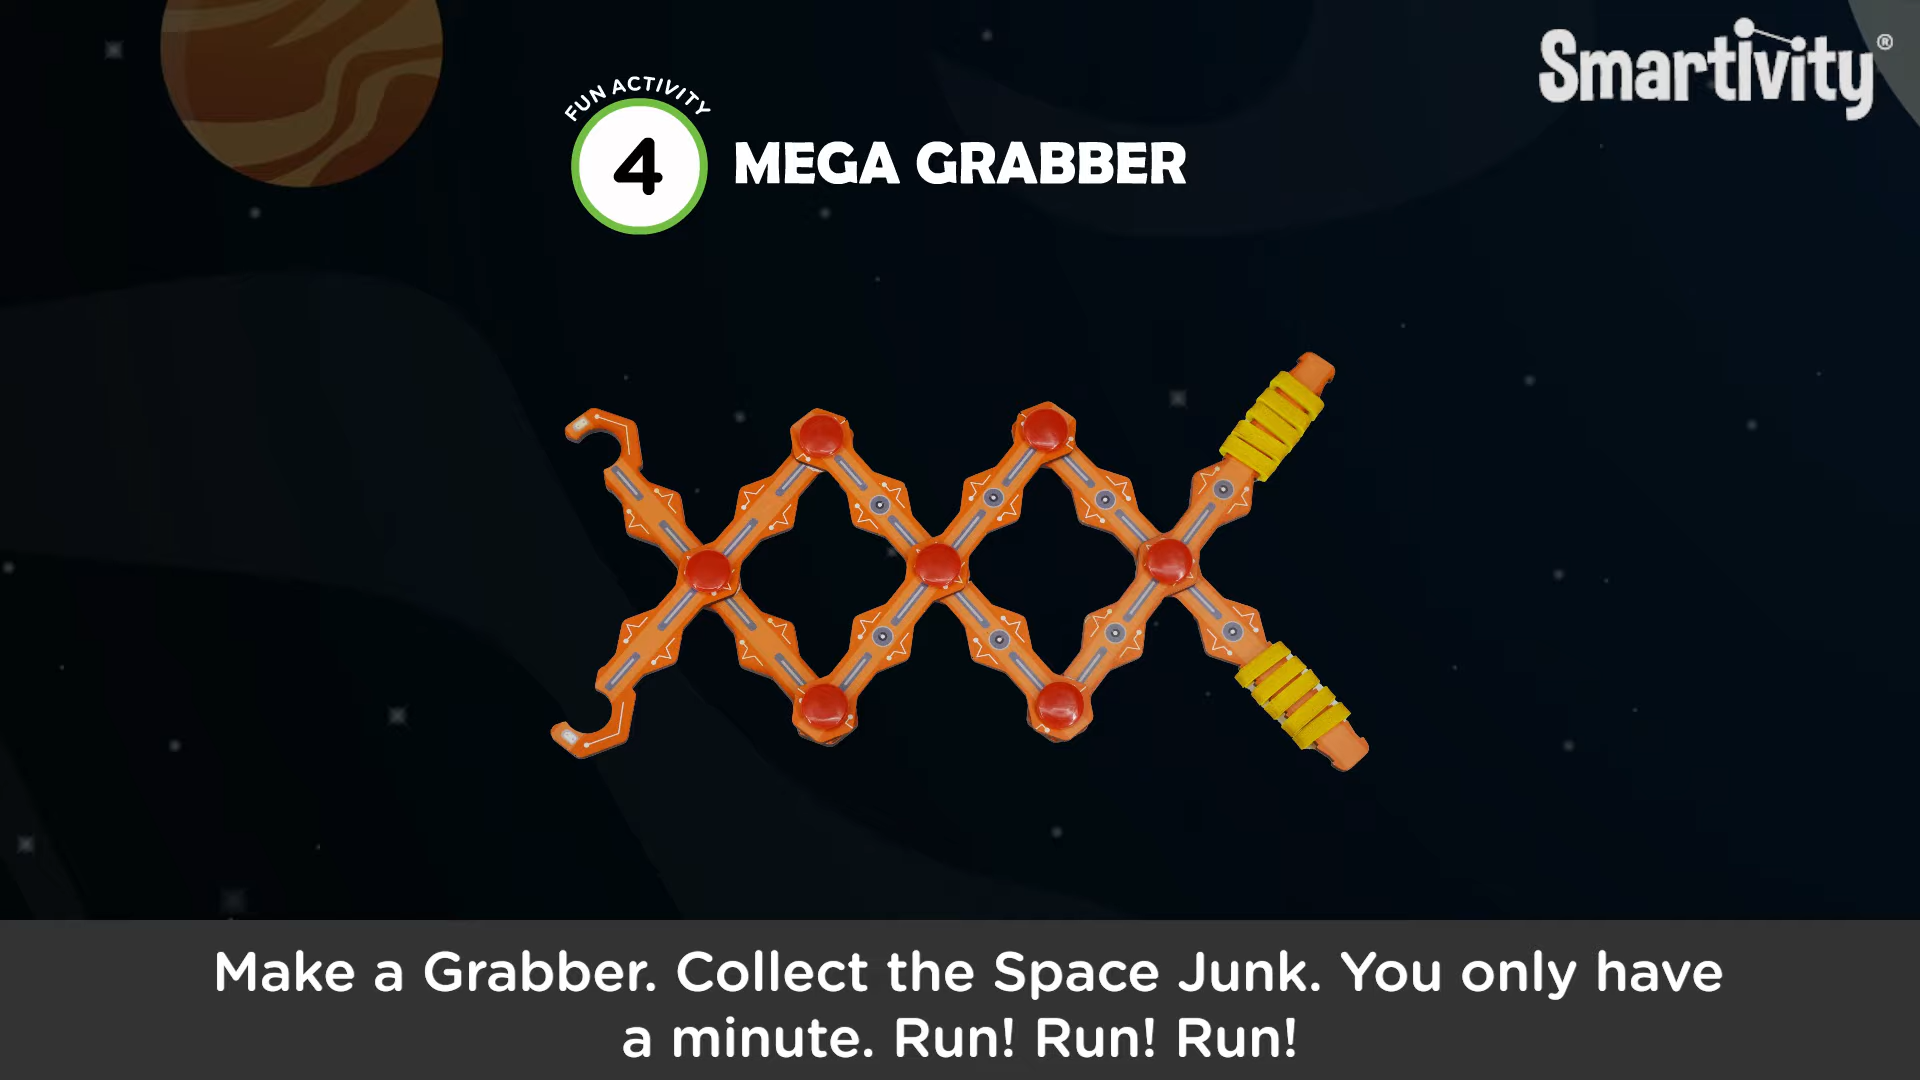 Smartivity®
FUN ACTIVITY
4
MEGA GRABBER
Make a Grabber. Collect the Space Junk. You only have
a minute. Run! Run! Run!